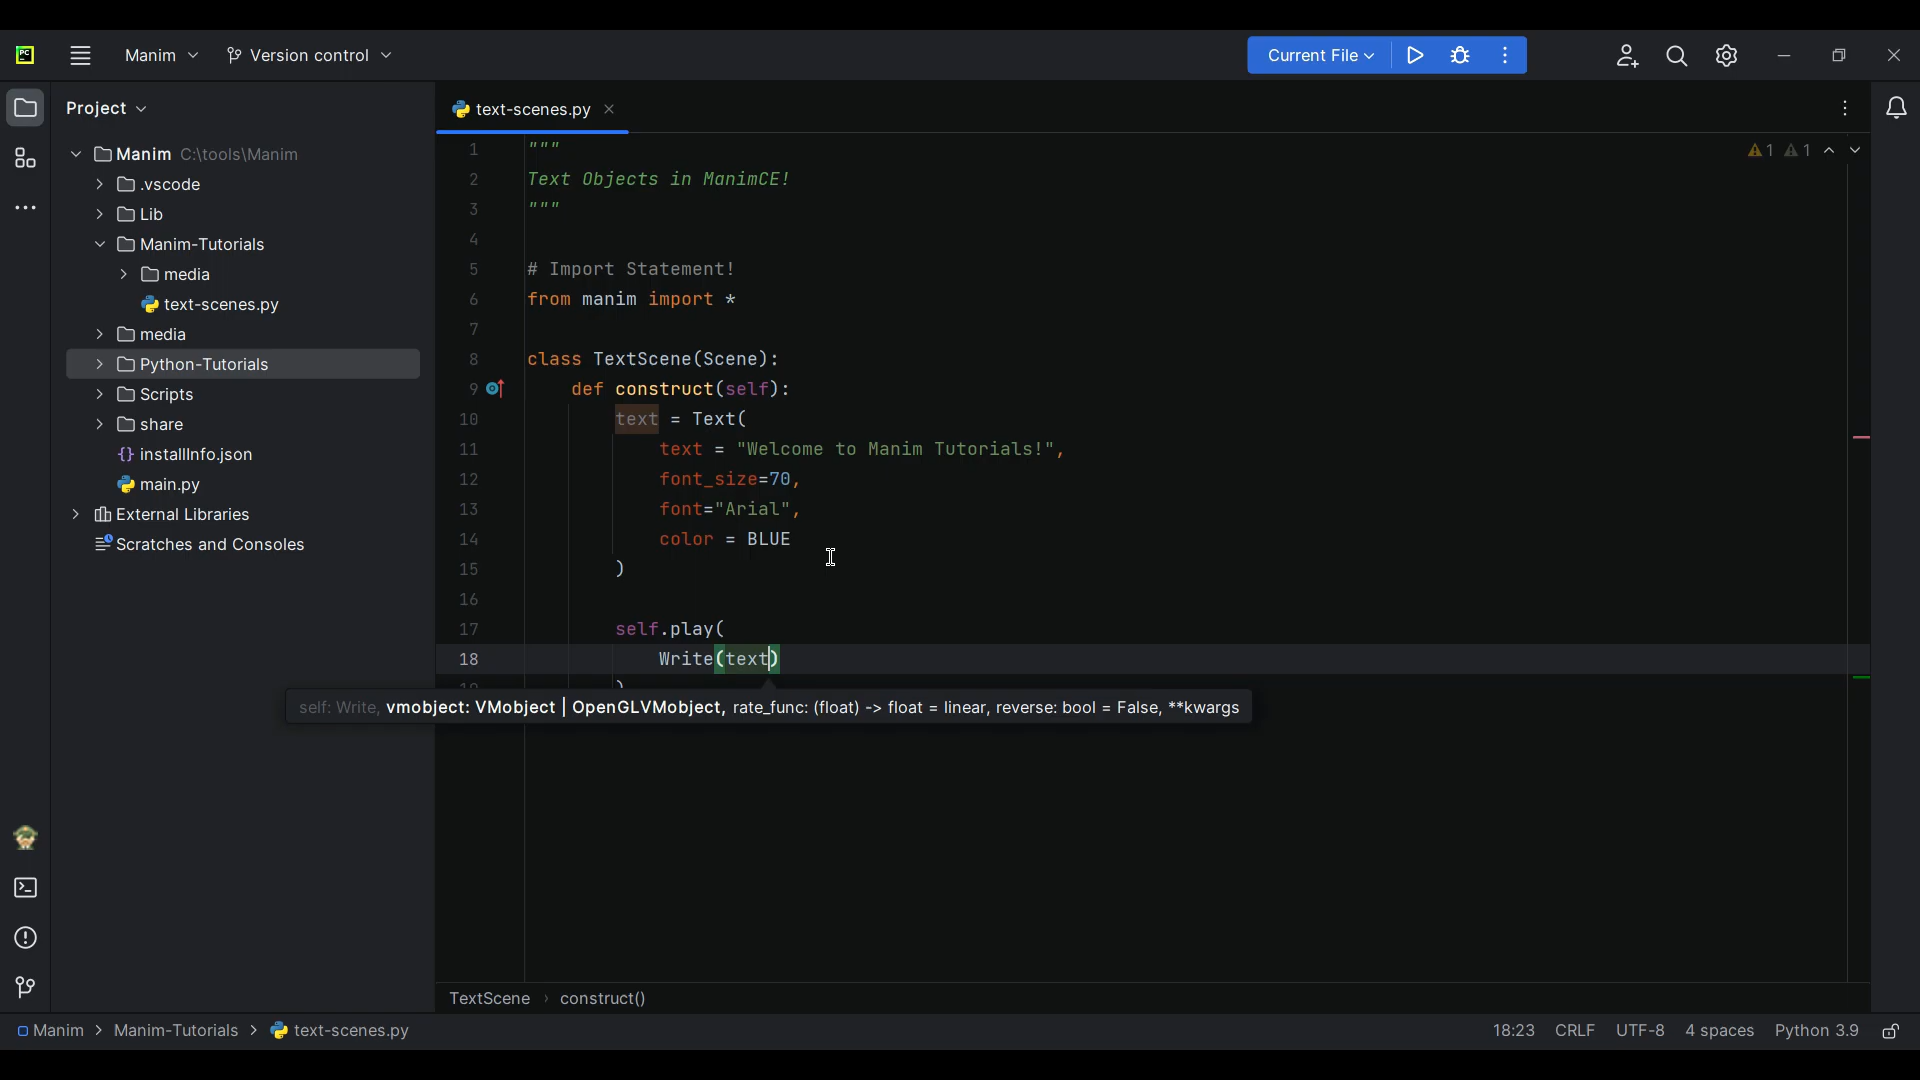 PC
Manim
Version control
Current File
Project
text-scenes.py
Manim C:\tools\Manim
.vscode
Lib
Manim-Tutorials
media
text-scenes.py
media
Python-Tutorials
Scripts
share
{} installInfo.json
main.py
External Libraries
Scratches and Consoles
1 """
2 Text Objects in ManimCE!
3 """
4
5 # Import Statement!
6 from manim import *
7
8 class TextScene(Scene):
9 def construct(self):
10 text = Text(
11 text = "Welcome to Manim Tutorials!",
12 font_size=70,
13 font="Arial",
14 color = BLUE
15 )
16
17 self.play(
18 Write(text)
19 )
1 1
self: Write, vmobject: VMobject | OpenGLVMobject, rate_func: (float) -> float = linear, reverse: bool = False, **kwargs
TextScene › construct()
Manim > Manim-Tutorials > text-scenes.py
18:23 CRLF UTF-8 4 spaces Python 3.9